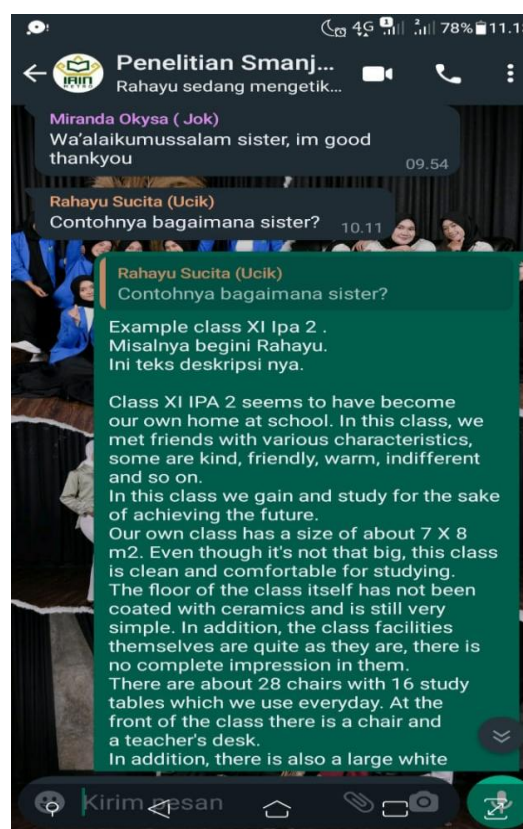 4G 1 2 78% 11.1
Penelitian Smanj...
IAIN
METRO
Rahayu sedang mengetik...
Miranda Okysa ( Jok)
Wa'alaikumussalam sister, im good
thankyou
09.54
Rahayu Sucita (Ucik)
Contohnya bagaimana sister?
10.11
Rahayu Sucita (Ucik)
Contohnya bagaimana sister?
Example class XI Ipa 2 .
Misalnya begini Rahayu.
Ini teks deskripsi nya.
Class XI IPA 2 seems to have become
our own home at school. In this class, we
met friends with various characteristics,
some are kind, friendly, warm, indifferent
and so on.
In this class we gain and study for the sake
of achieving the future.
Our own class has a size of about 7 X 8
m2. Even though it's not that big, this class
is clean and comfortable for studying.
The floor of the class itself has not been
coated with ceramics and is still very
simple. In addition, the class facilities
themselves are quite as they are, there is
no complete impression in them.
There are about 28 chairs with 16 study
tables which we use everyday. At the
front of the class there is a chair and
a teacher's desk.
In addition, there is also a large white
Kirim pesan